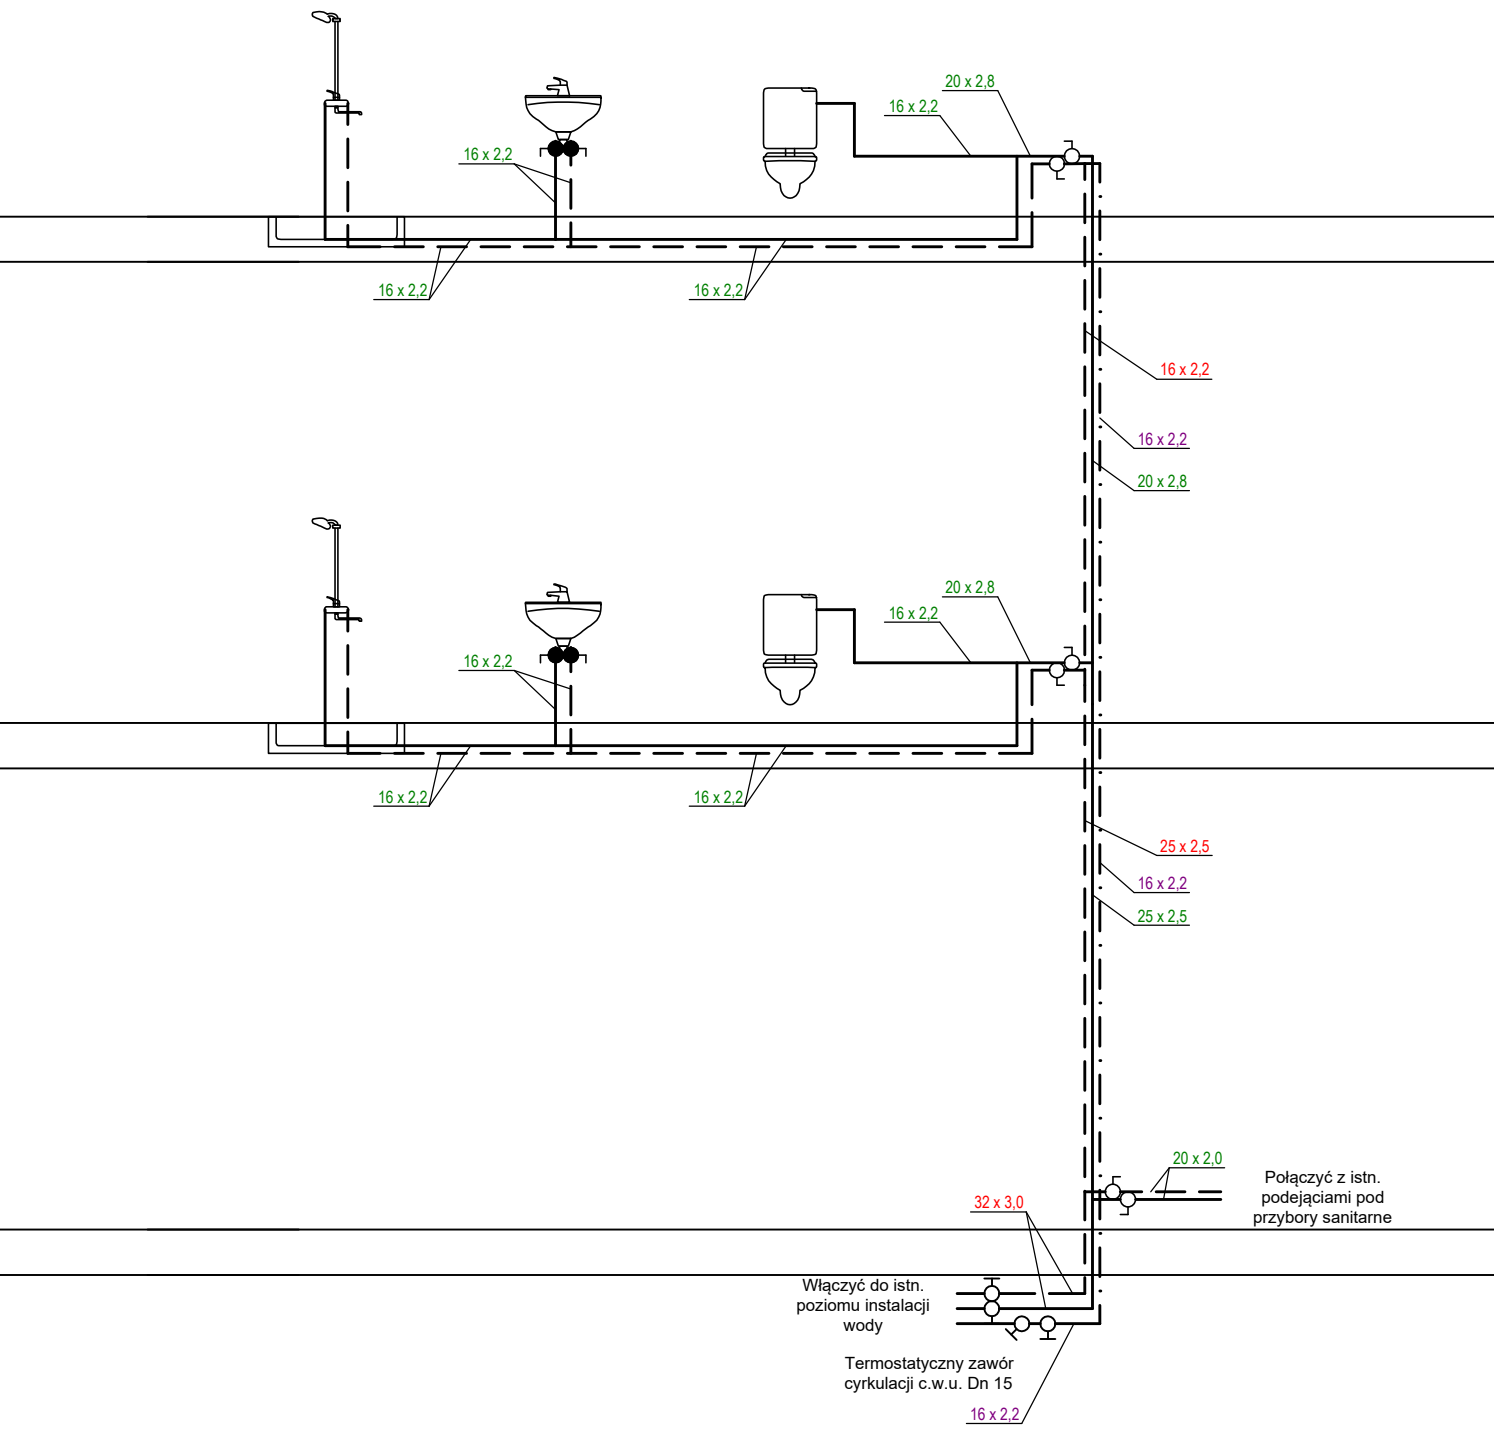 20 x 2,8
16 x 2,2
16 x 2,2
16 x 2,2
16 x 2,2
16 x 2,2
16 x 2,2
20 x 2,8
20 x 2,8
16 x 2,2
16 x 2,2
16 x 2,2
16 x 2,2
25 x 2,5
16 x 2,2
25 x 2,5
20 x 2,0
Połączyć z istn.
podejąciami pod
przybory sanitarne
32 x 3,0
Włączyć do istn.
poziomu instalacji
wody
Termostatyczny zawór
cyrkulacji c.w.u. Dn 15
16 x 2,2